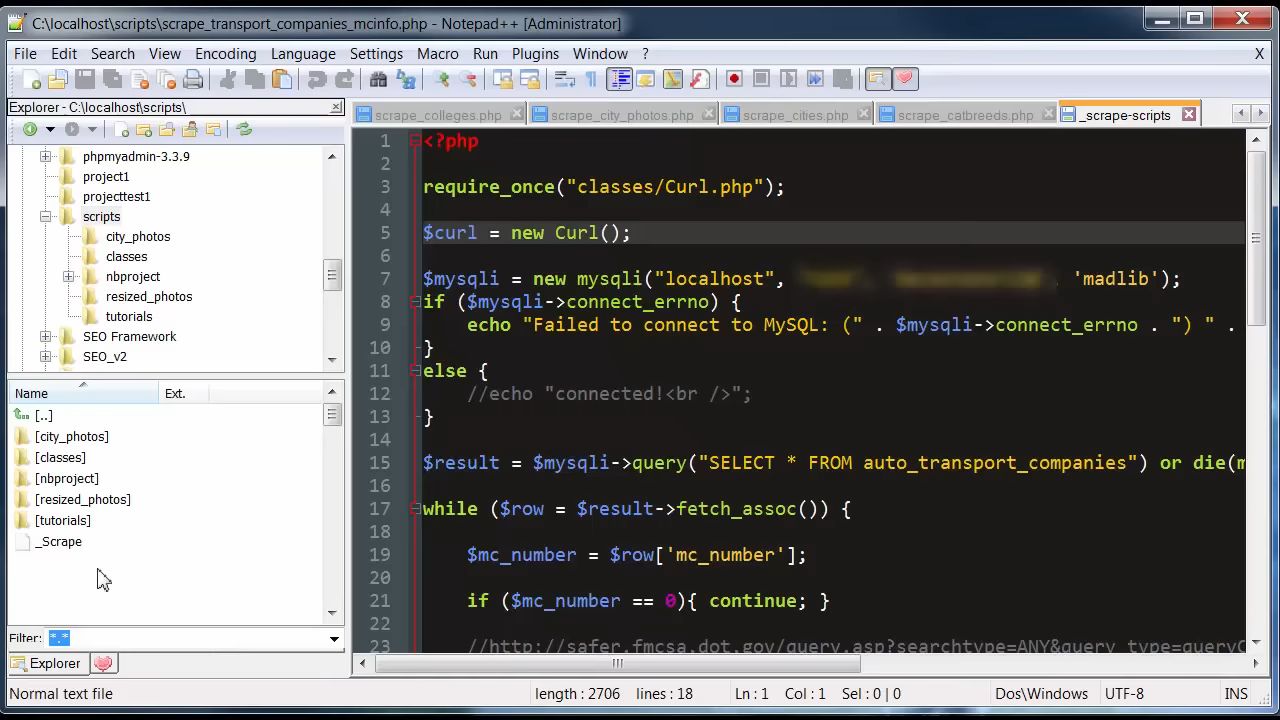 C:\localhost\scripts\scrape_transport_companies_mcinfo.php - Notepad++ [Administrator]
File Edit Search View Encoding Language Settings Macro Run Plugins Window ? X
Explorer - C:\localhost\scripts\
scrape_colleges.php scrape_city_photos.php scrape_cities.php scrape_catbreeds.php _scrape-scripts
phpmyadmin-3.3.9
project1
projecttest1
scripts
city_photos
classes
nbproject
resized_photos
tutorials
SEO Framework
SEO_v2
Name Ext.
[..]
[city_photos]
[classes]
[nbproject]
[resized_photos]
[tutorials]
_Scrape
Filter: *.*
Explorer
1 <?php
2
3 require_once("classes/Curl.php");
4
5 $curl = new Curl();
6
7 $mysqli = new mysqli("localhost", 'madlib');
8 if ($mysqli->connect_errno) {
9 echo "Failed to connect to MySQL: (" . $mysqli->connect_errno . ") " .
10 }
11 else {
12 //echo "connected!<br />";
13 }
14
15 $result = $mysqli->query("SELECT * FROM auto_transport_companies") or die(m
16
17 while ($row = $result->fetch_assoc()) {
18
19 $mc_number = $row['mc_number'];
20
21 if ($mc_number == 0){ continue; }
22
23 //http://safer.fmcsa.dot.gov/query.asp?searchtype=ANY&query_type=queryC
Normal text file length : 2706 lines : 18 Ln : 1 Col : 1 Sel : 0 | 0 Dos\Windows UTF-8 INS